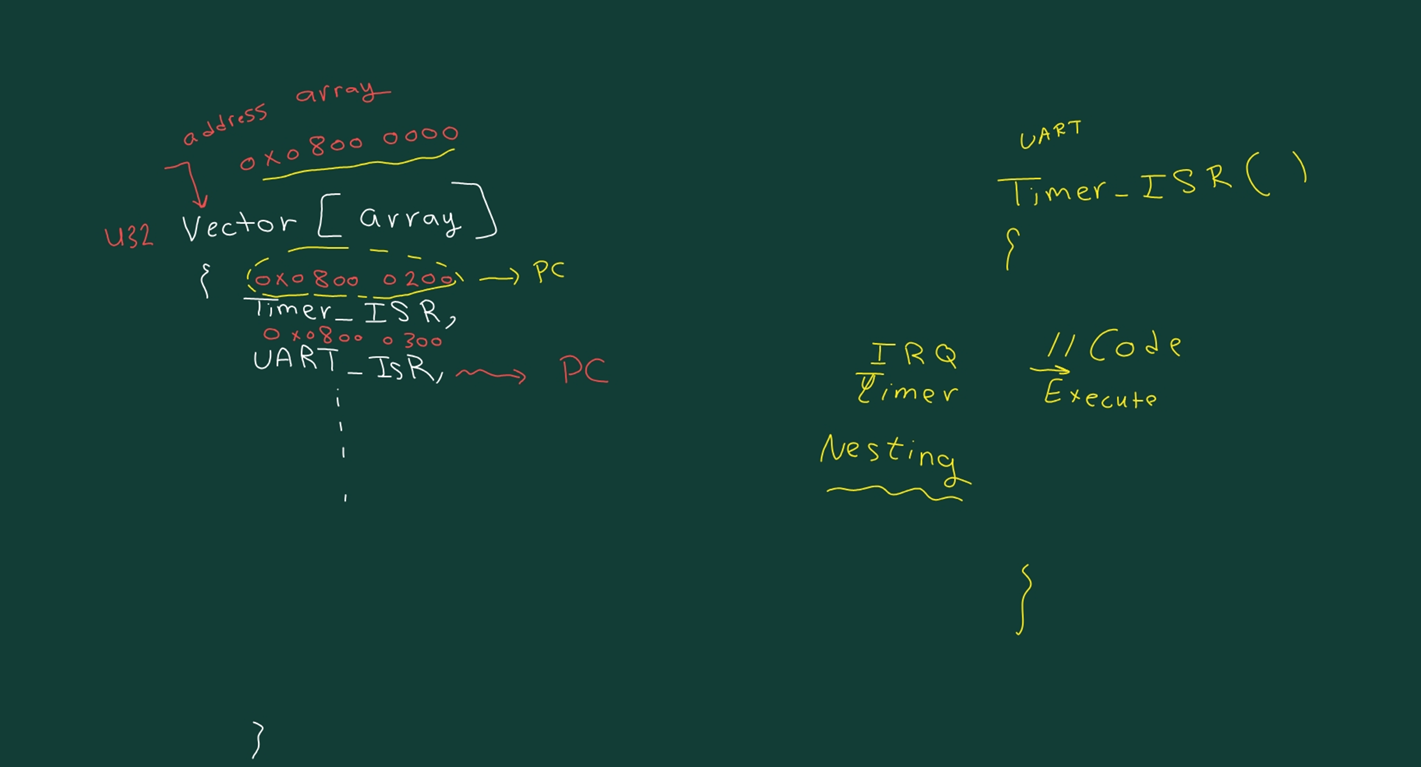 address array
0x0800 0000
U32 Vector [array]
{ 0x0800 0200 → PC
Timer_ISR,
0x0800 0300
UART_ISR, → PC
}
UART
Timer_ISR( )
{
IRQ //Code
Timer Execute
Nesting
}